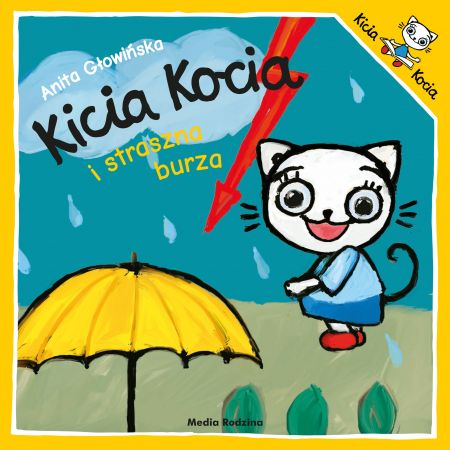 Anita Głowińska
Kicia Kocia
i straszna
burza
Kicia
Kocia
Media Rodzina